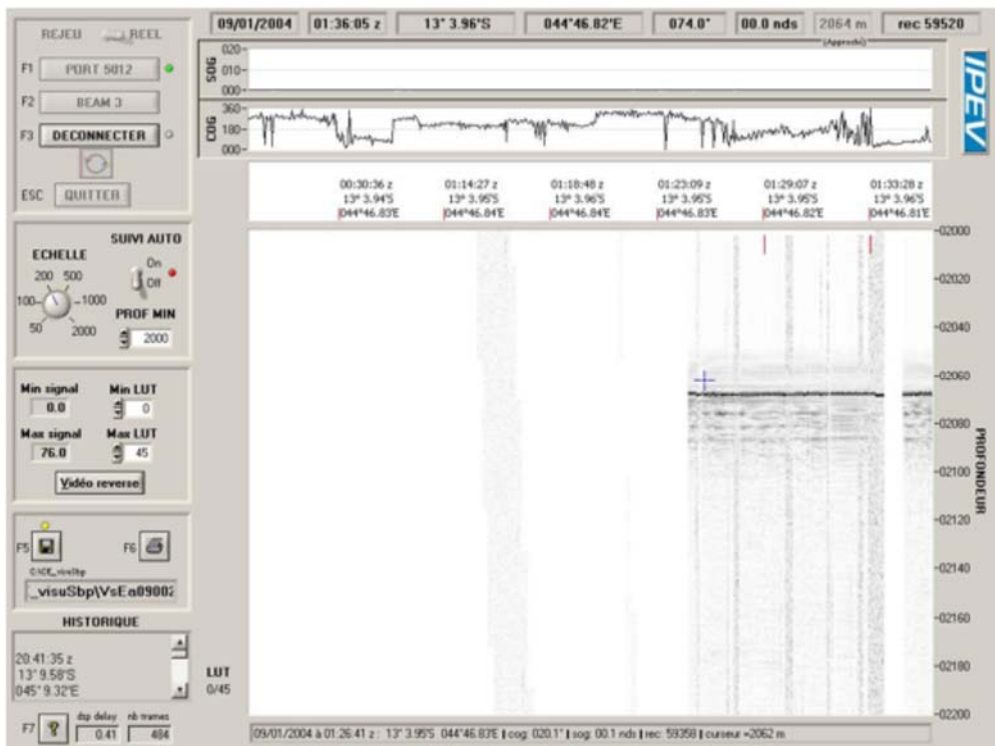 09/01/2004 01:36:05 z 13° 3.96'S 044°46.82'E 074.0° 00.0 nds 2064 m rec 59520
(Approché)
REJEU REEL
F1 PORT 5012
F2 BEAM 3
F3 DECONNECTER
ESC QUITTER
SOG 020- 010- 000-
COG 360 180 000
IPEV
00:30:36 z 01:14:27 z 01:18:48 z 01:23:09 z 01:29:07 z 01:33:28 z
13° 3.94'S 13° 3.95'S 13° 3.96'S 13° 3.95'S 13° 3.95'S 13° 3.96'S
044°46.83'E 044°46.84'E 044°46.84'E 044°46.83'E 044°46.82'E 044°46.81'E
SUIVI AUTO
ECHELLE
On
Off
200 500
100 1000
50 2000
PROF MIN
2000
Min signal Min LUT
0.0 0
Max signal Max LUT
76.0 45
Vidéo reverse
F5 F6
_visuSbp\VsEa09002
HISTORIQUE
20:41:35 z
13° 9.58'S
045° 9.32'E
F7 ? dsp delay nb trames
0.41 484
LUT
0/45
-02000
-02020
-02040
-02060
-02080
-02100
-02120
-02140
-02160
-02180
-02200
PROFONDEUR
09/01/2004 à 01:26:41 z : 13° 3.95'S 044°46.83'E | cog: 020.1° | sog: 00.1 nds | rec: 59358 | curseur =2062 m